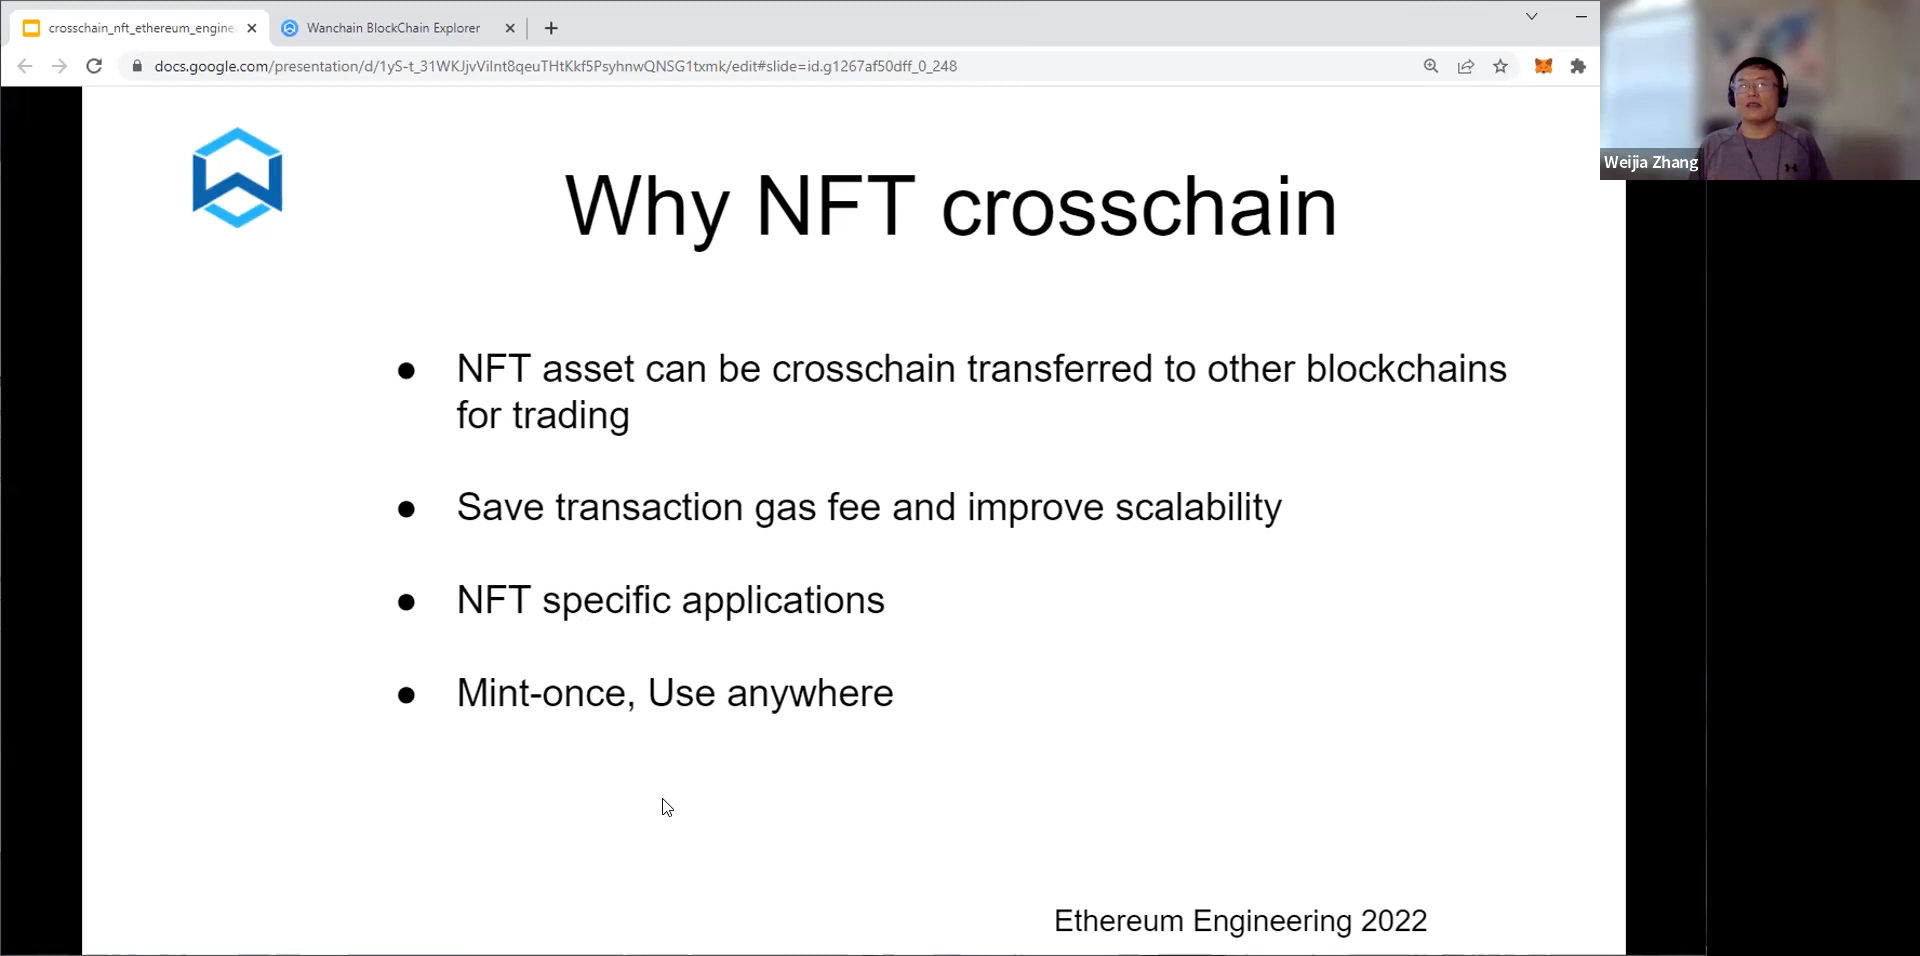 crosschain_nft_ethereum_engine
Wanchain BlockChain Explorer
docs.google.com/presentation/d/1yS-t_31WKJjvViInt8qeuTHtKkf5PsyhnwQNSG1txmk/edit#slide=id.g1267af50dff_0_248
Weijia Zhang
Why NFT crosschain
● NFT asset can be crosschain transferred to other blockchains
for trading
● Save transaction gas fee and improve scalability
● NFT specific applications
● Mint-once, Use anywhere
Ethereum Engineering 2022